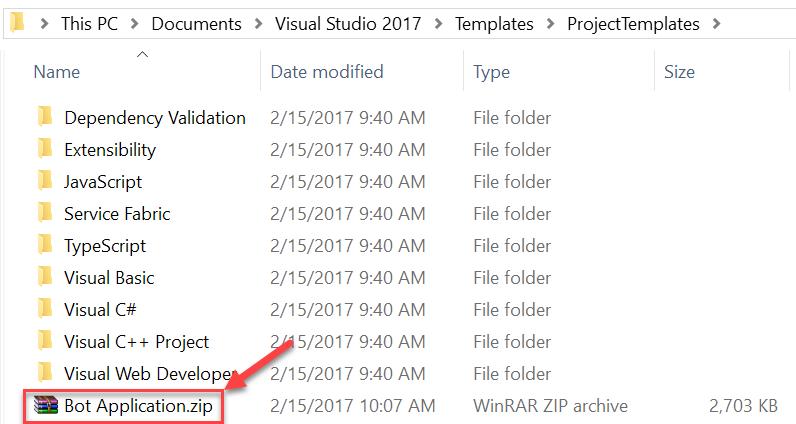 This PC > Documents > Visual Studio 2017 > Templates > ProjectTemplates >
Name Date modified Type Size
Dependency Validation 2/15/2017 9:40 AM File folder
Extensibility 2/15/2017 9:40 AM File folder
JavaScript 2/15/2017 9:40 AM File folder
Service Fabric 2/15/2017 9:40 AM File folder
TypeScript 2/15/2017 9:40 AM File folder
Visual Basic 2/15/2017 9:40 AM File folder
Visual C# 2/15/2017 9:40 AM File folder
Visual C++ Project 2/15/2017 9:40 AM File folder
Visual Web Developer 2/15/2017 9:40 AM File folder
Bot Application.zip 2/15/2017 10:07 AM WinRAR ZIP archive 2,703 KB